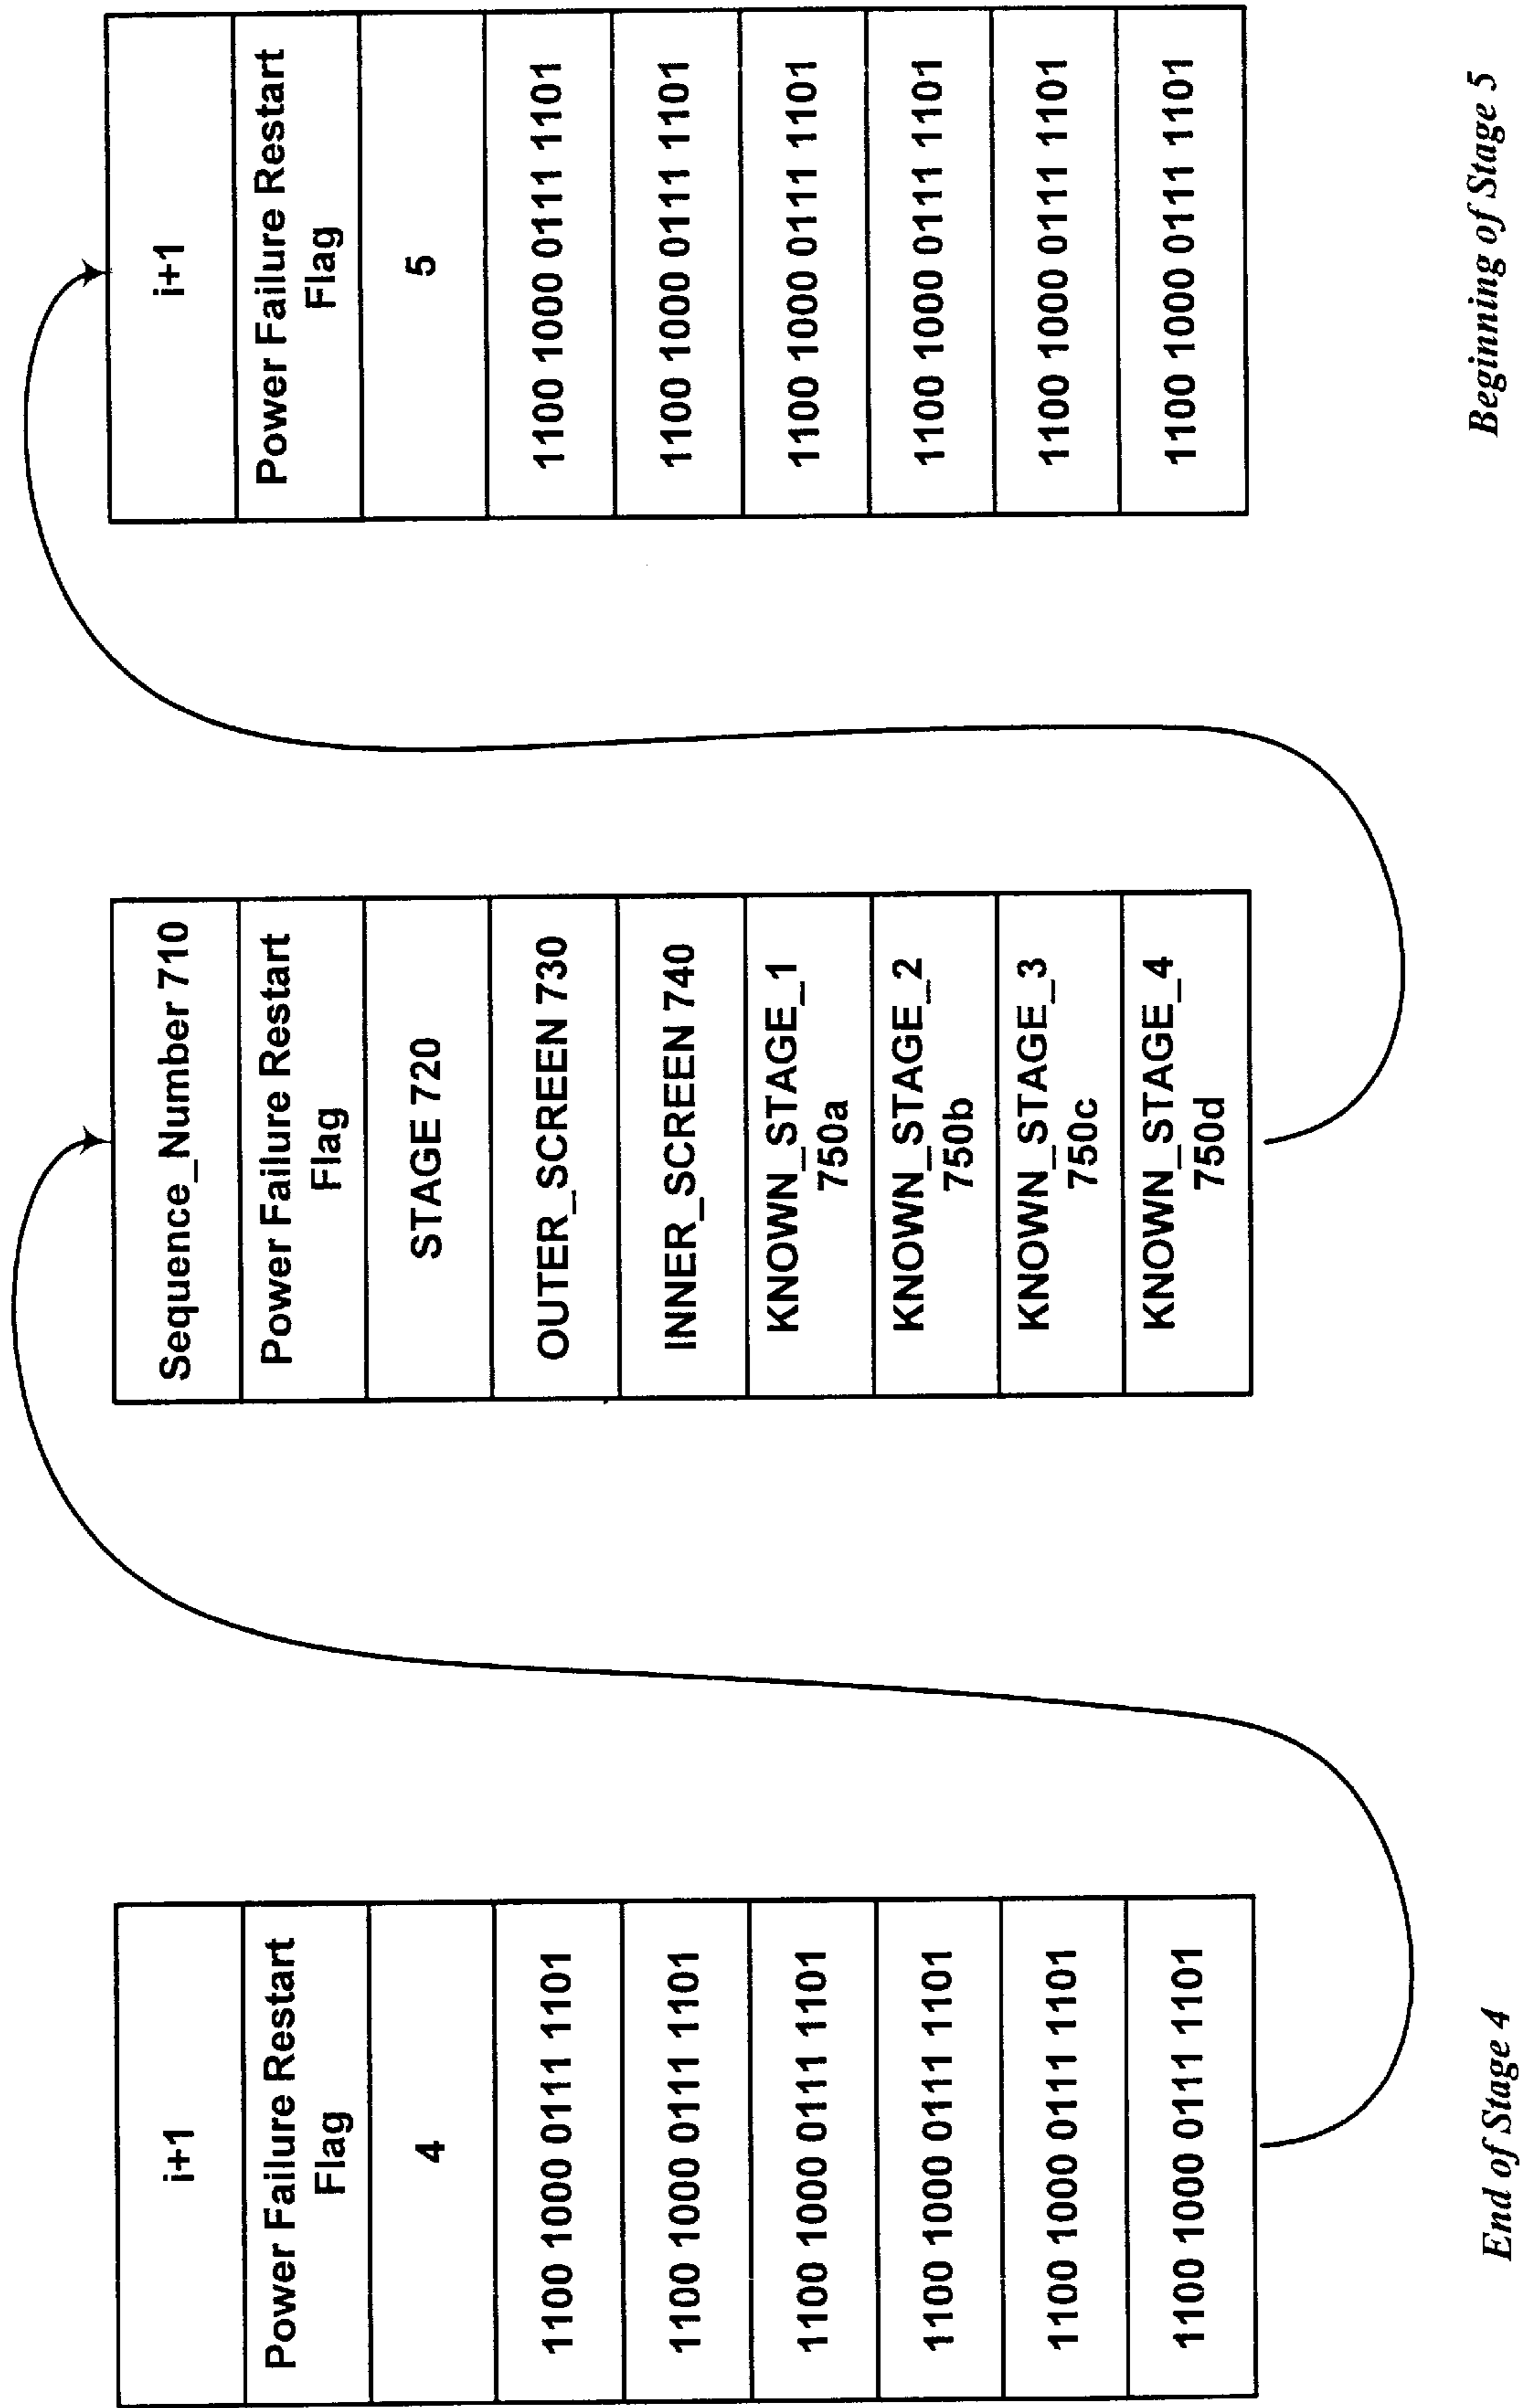 i+1
Power Failure Restart
Flag
4
1100 1000 0111 1101
1100 1000 0111 1101
1100 1000 0111 1101
1100 1000 0111 1101
1100 1000 0111 1101
1100 1000 0111 1101
End of Stage 4
Sequence_Number 710
Power Failure Restart
Flag
STAGE 720
OUTER_SCREEN 730
INNER_SCREEN 740
KNOWN_STAGE_1
750a
KNOWN_STAGE_2
750b
KNOWN_STAGE_3
750c
KNOWN_STAGE_4
750d
i+1
Power Failure Restart
Flag
5
1100 1000 0111 1101
1100 1000 0111 1101
1100 1000 0111 1101
1100 1000 0111 1101
1100 1000 0111 1101
1100 1000 0111 1101
Beginning of Stage 5